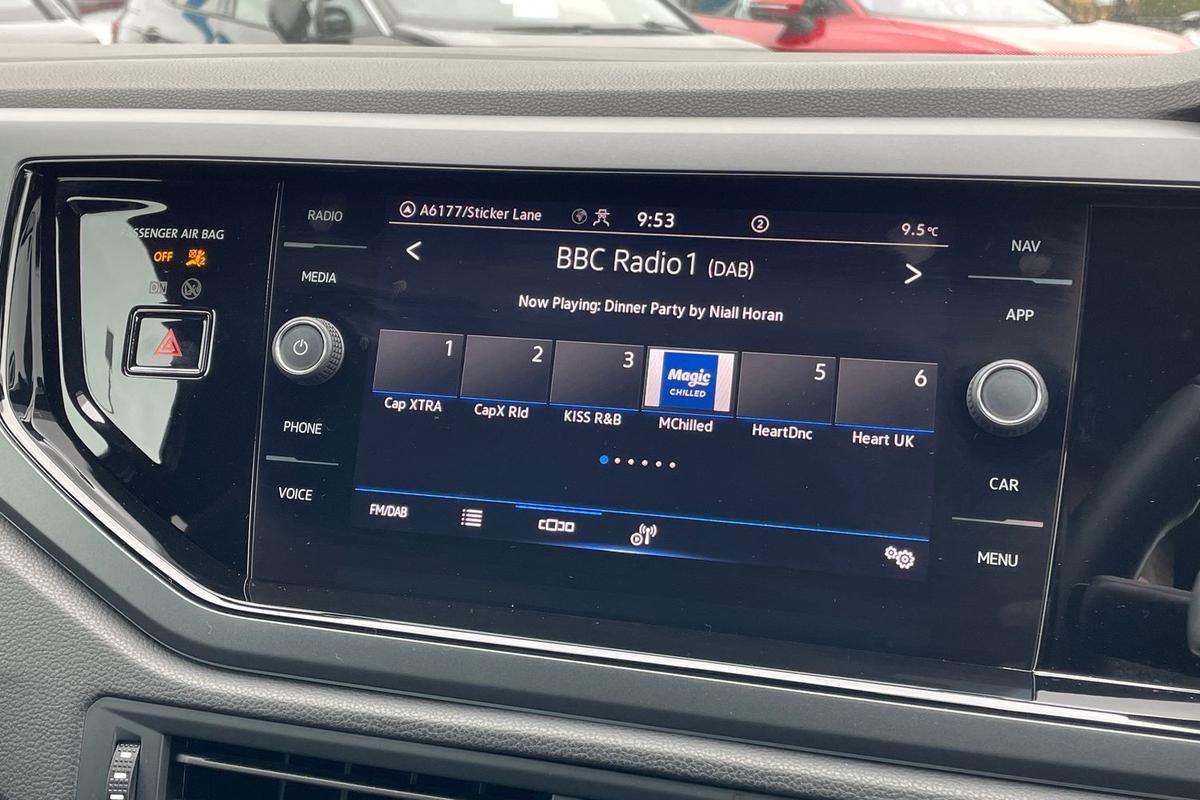 PASSENGER AIR BAG
OFF
ON
RADIO
MEDIA
PHONE
VOICE
A6177/Sticker Lane
9:53
2
9.5°C
< BBC Radio 1 (DAB) >
Now Playing: Dinner Party by Niall Horan
1
2
3
Magic
CHILLED
5
6
Cap XTRA
CapX Rld
KISS R&B
MChilled
HeartDnc
Heart UK
FM/DAB
NAV
APP
CAR
MENU